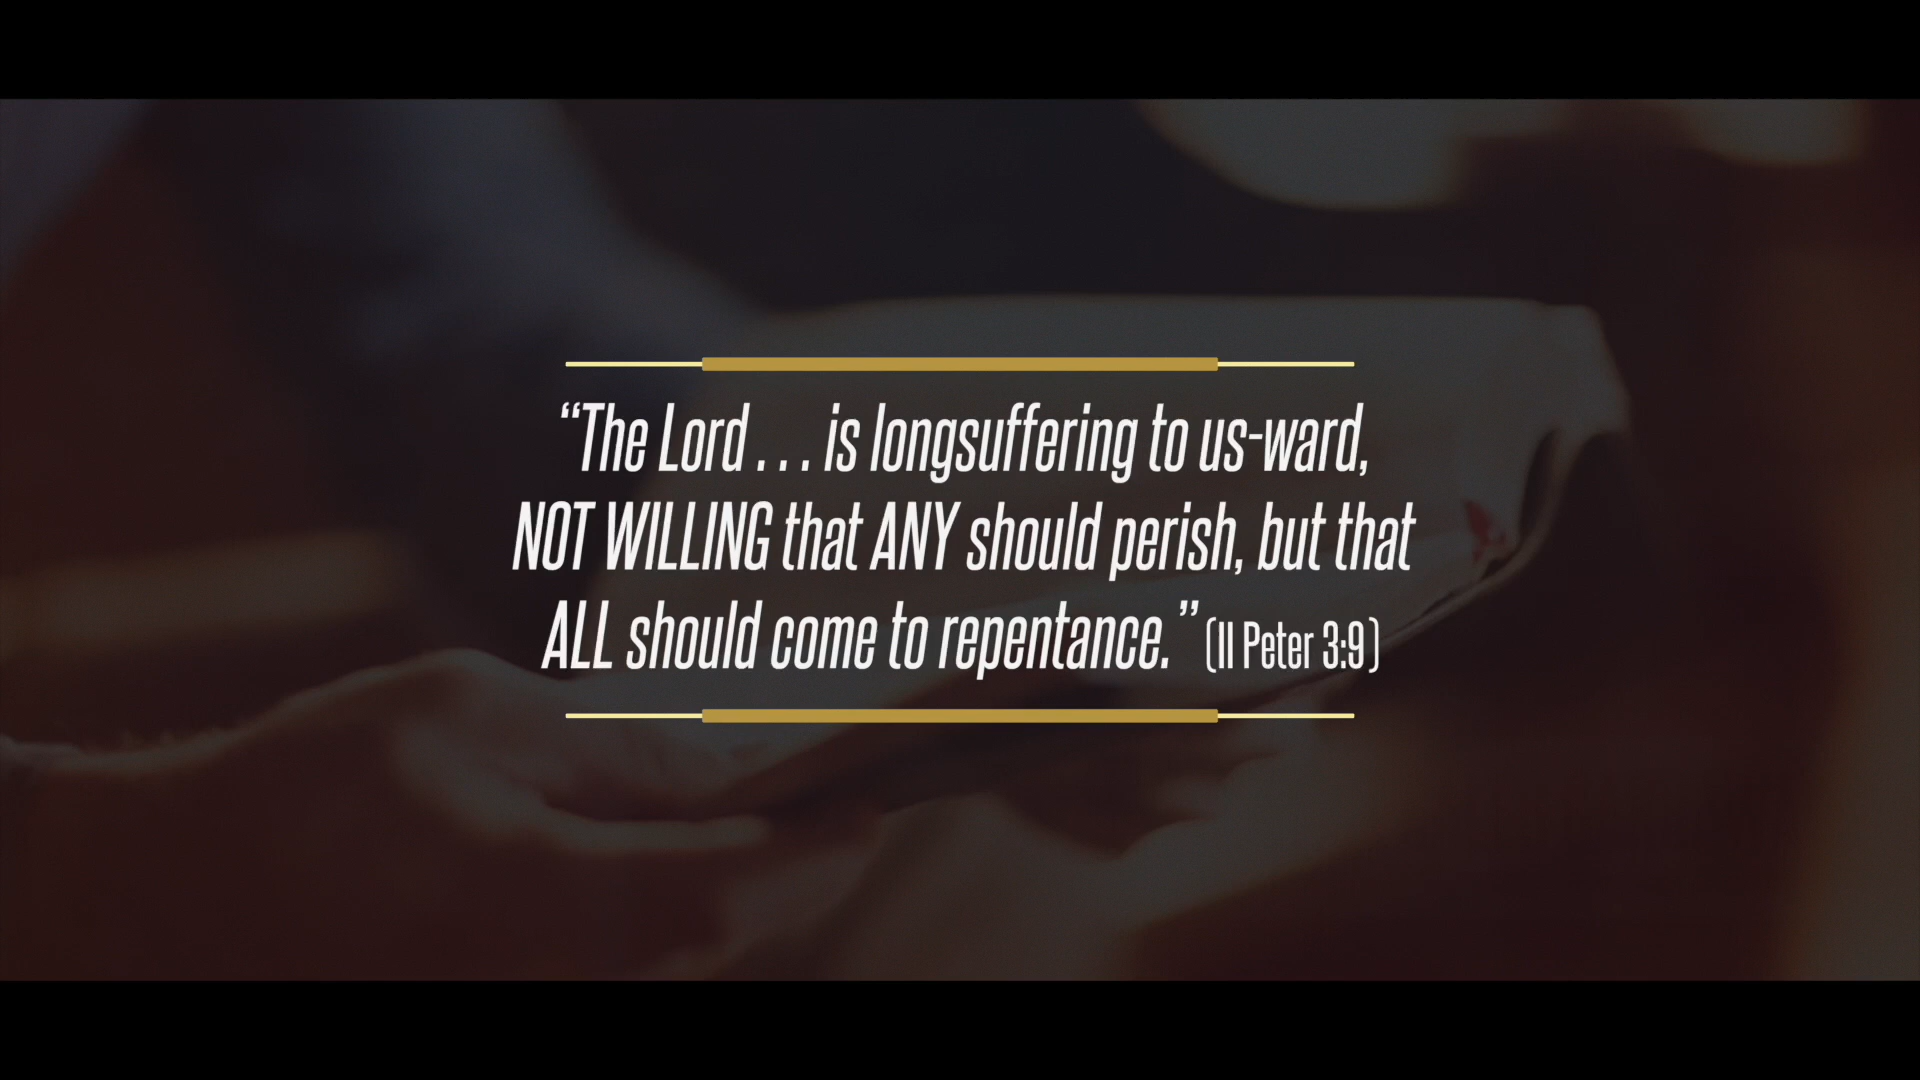 “The Lord . . . is longsuffering to us-ward,
NOT WILLING that ANY should perish, but that
ALL should come to repentance.” (II Peter 3:9)